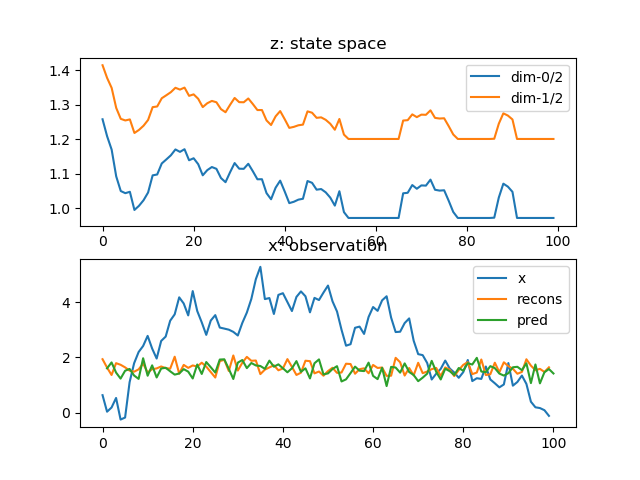 z: state space
1.4
1.3
1.2
1.1
1.0
dim-0/2
dim-1/2
0 20 40 60 80 100
x: observation
4
2
0
x
recons
pred
0 20 40 60 80 100